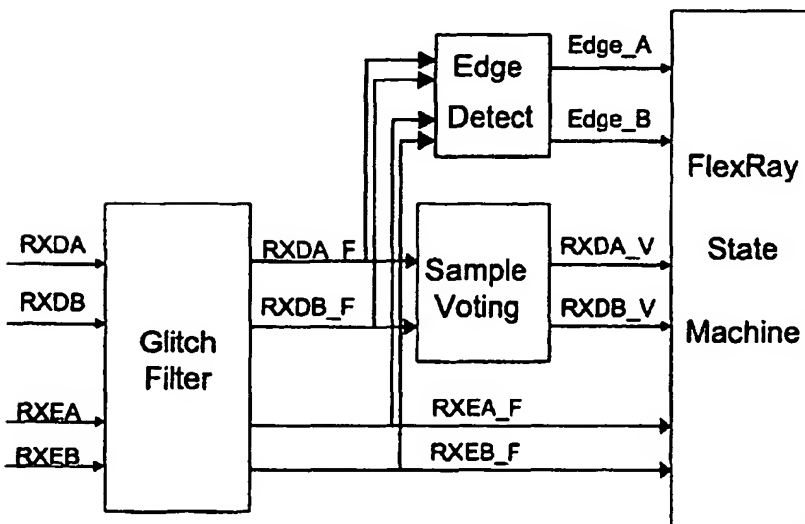 Edge
Detect
Edge_A
Edge_B
FlexRay
State
Machine
RXDA
RXDB
RXEA
RXEB
Glitch
Filter
RXDA_F
RXDB_F
Sample
Voting
RXDA_V
RXDB_V
RXEA_F
RXEB_F